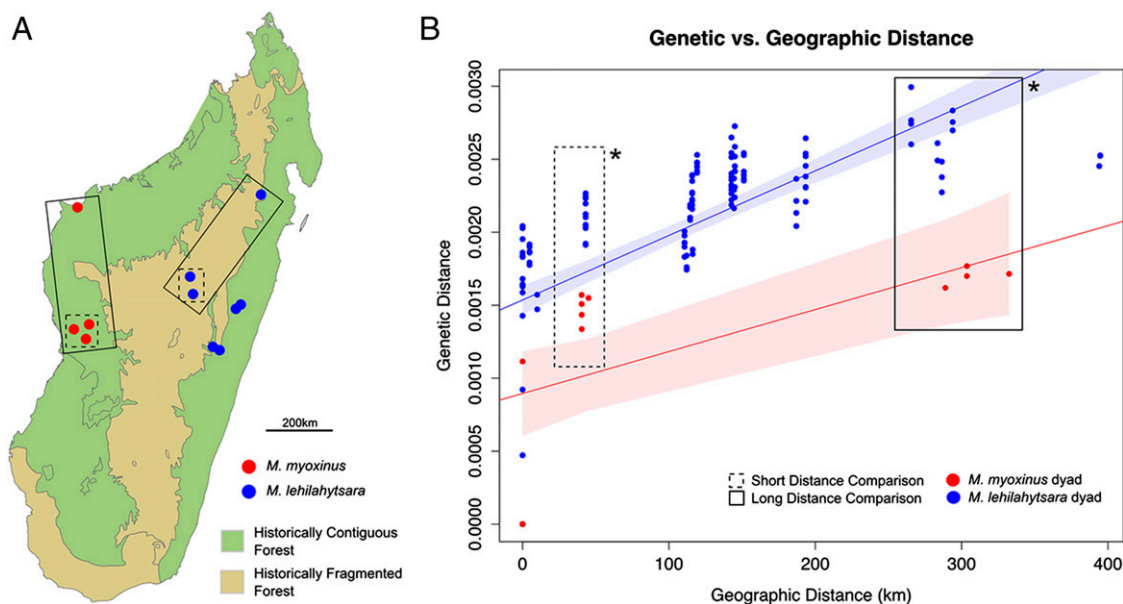 A
200km
M. myoxinus
M. lehilahytsara
Historically Contiguous
Forest
Historically Fragmented
Forest
B
Genetic vs. Geographic Distance
Genetic Distance
0.0030
0.0025
0.0020
0.0015
0.0010
0.0005
0.0000
*
*
Short Distance Comparison
Long Distance Comparison
M. myoxinus dyad
M. lehilahytsara dyad
0
100
200
300
400
Geographic Distance (km)